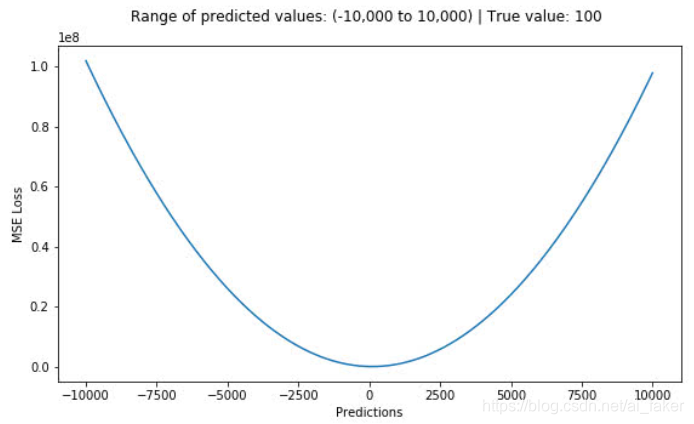 Range of predicted values: (-10,000 to 10,000) | True value: 100
1e8
1.0
0.8
0.6
0.4
0.2
0.0
MSE Loss
−10000 −7500 −5000 −2500 0 2500 5000 7500 10000
Predictions
https://blog.csdn.net/ai_faker